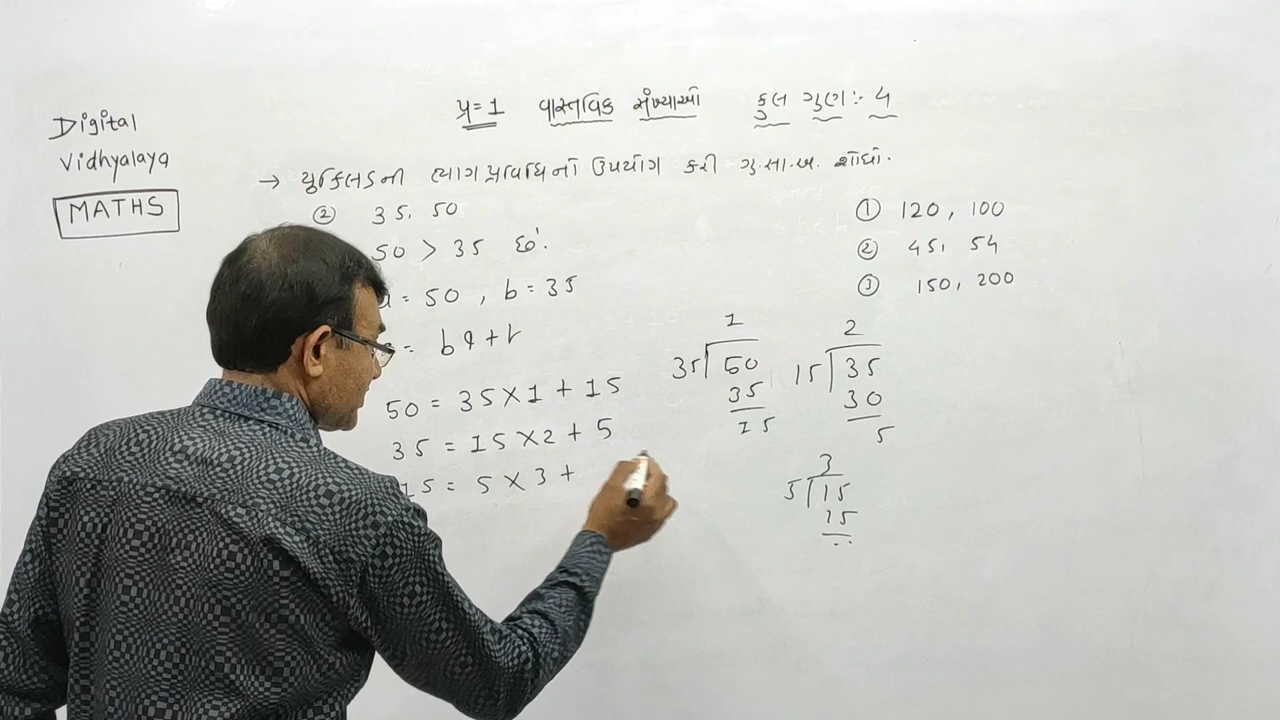 Digital
Vidhyalaya
MATHS
પ્ર=1 વાસ્તવિક સંખ્યાઓ કુલ ગુણ:- 4
→ યુકિલડની ભાગ પ્રવિધિનો ઉપયોગ કરી ગુ.સા.અ. શોધો.
② 35, 50
50 > 35 છે.
a = 50 , b = 35
= bq+r
50 = 35 X 1 + 15
35 = 15 X 2 + 5
15 = 5 X 3 +
① 120 , 100
② 45, 54
③ 150, 200
1
35 50
35
15
2
15 35
30
5
3
5 15
15
..